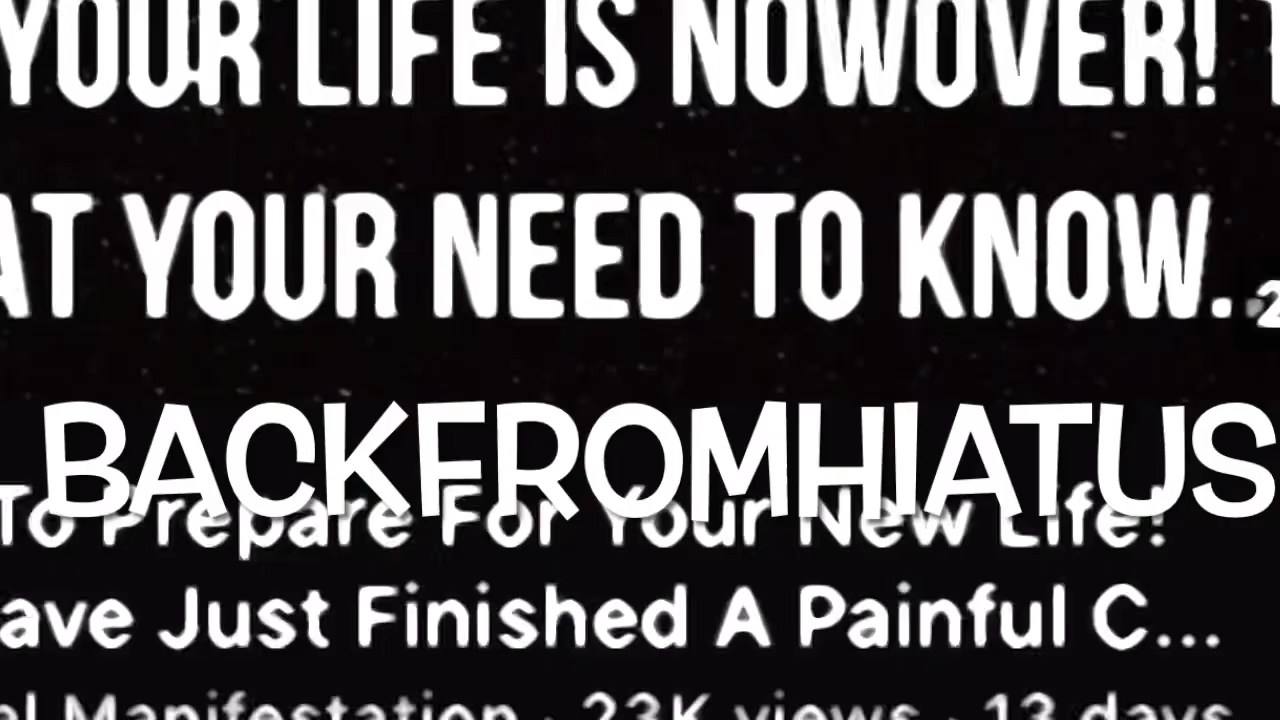 YOUR LIFE IS NOWOVER!
AT YOUR NEED TO KNOW.
BACKFROMHIATUS
To Prepare For Your New Life!
ave Just Finished A Painful C...
al Manifestation · 23K views · 13 days